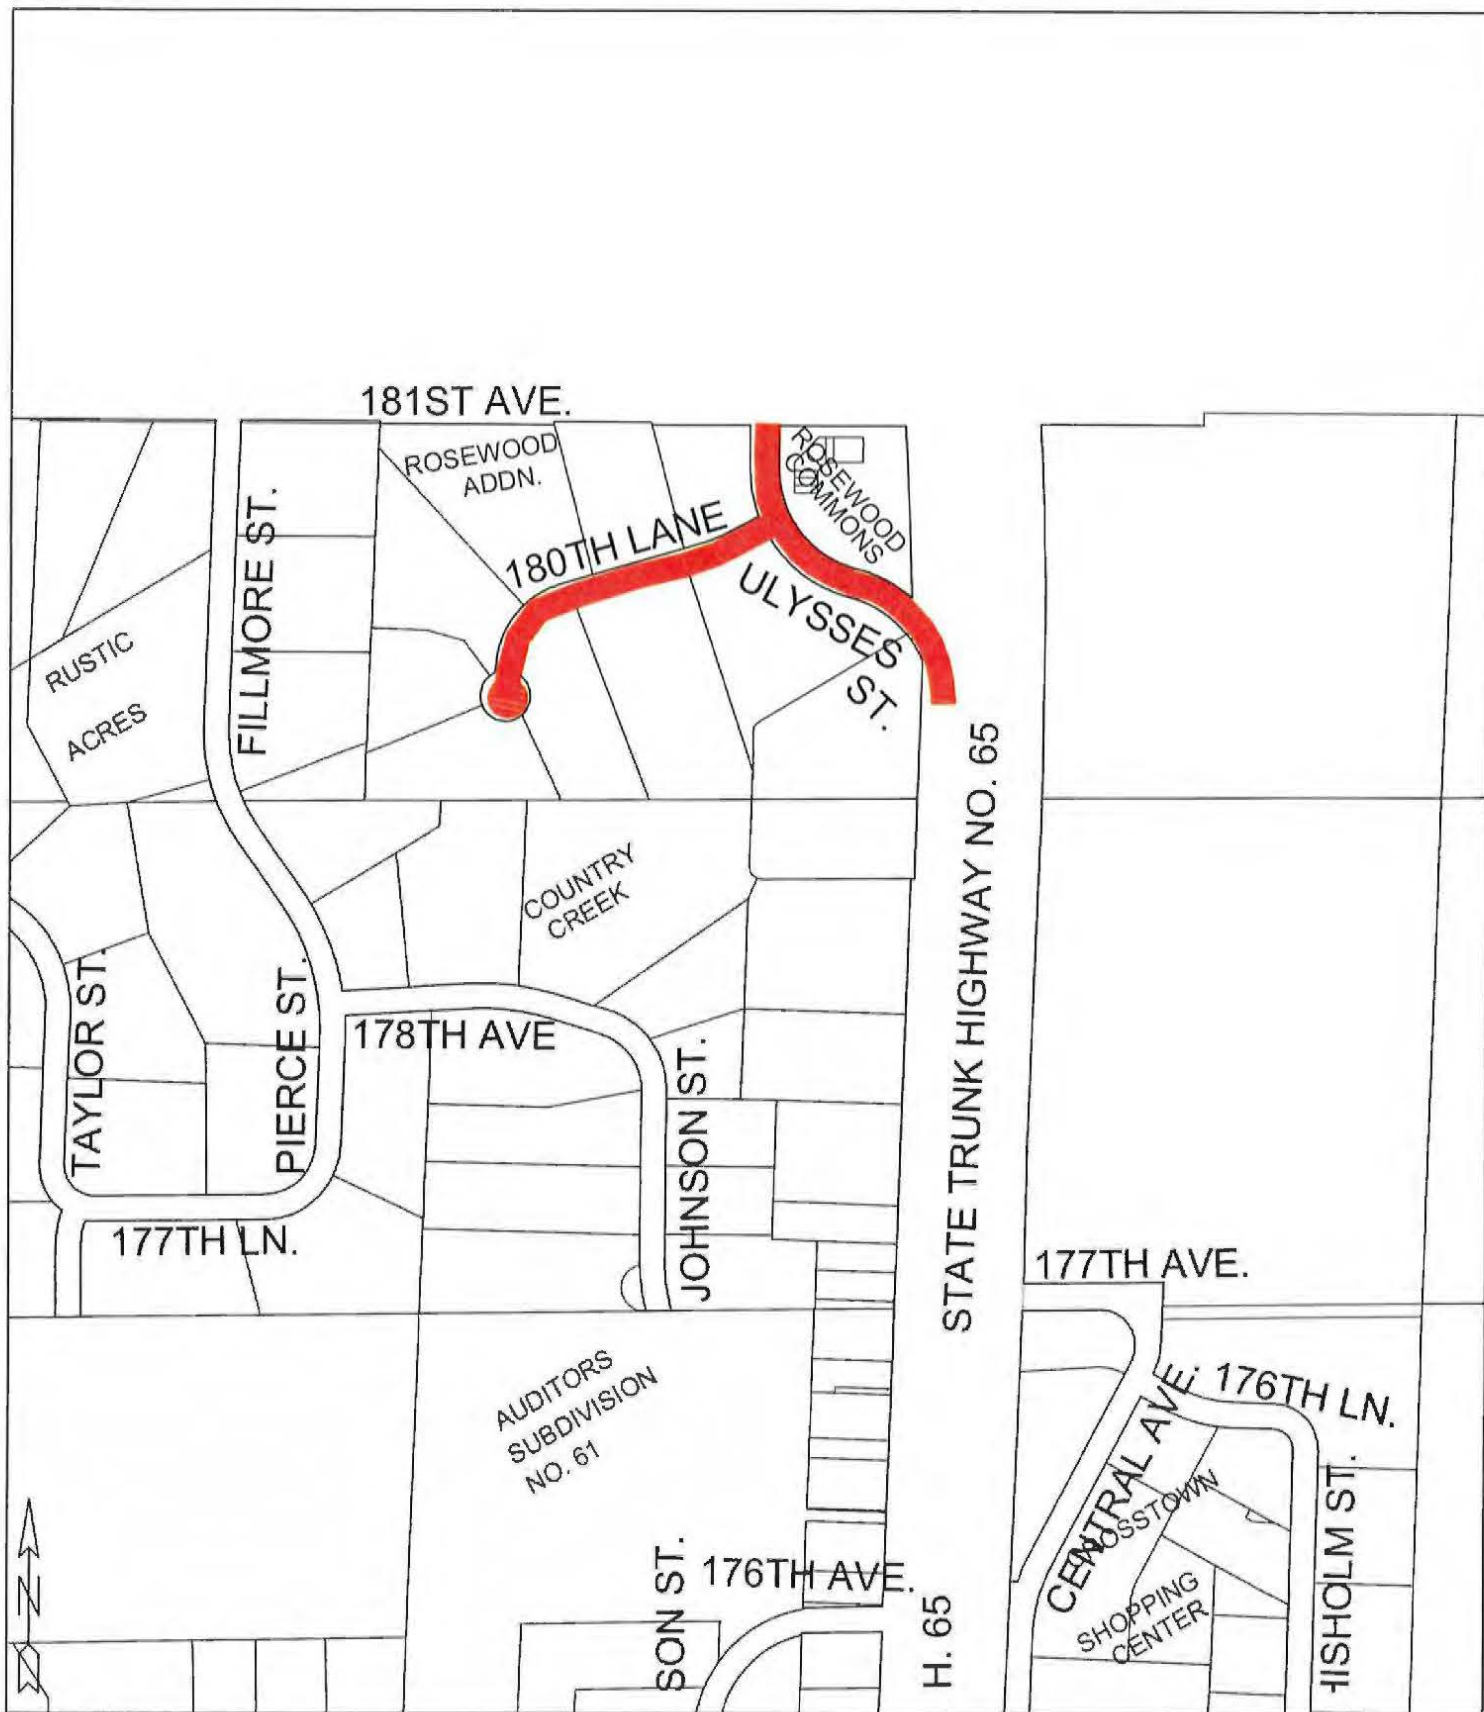 181ST AVE.
ROSEWOOD
ADDN.
ROSEWOOD
COMMONS
180TH LANE
ULYSSES
ST.
FILLMORE ST.
RUSTIC
ACRES
STATE TRUNK HIGHWAY NO. 65
COUNTRY
CREEK
TAYLOR ST.
PIERCE ST.
178TH AVE
JOHNSON ST.
177TH LN.
177TH AVE.
AUDITORS
SUBDIVISION
NO. 61
CENTRAL AVE.
176TH LN.
CROSSTOWN
SHOPPING
CENTER
HISHOLM ST.
SON ST.
176TH AVE.
H. 65
N